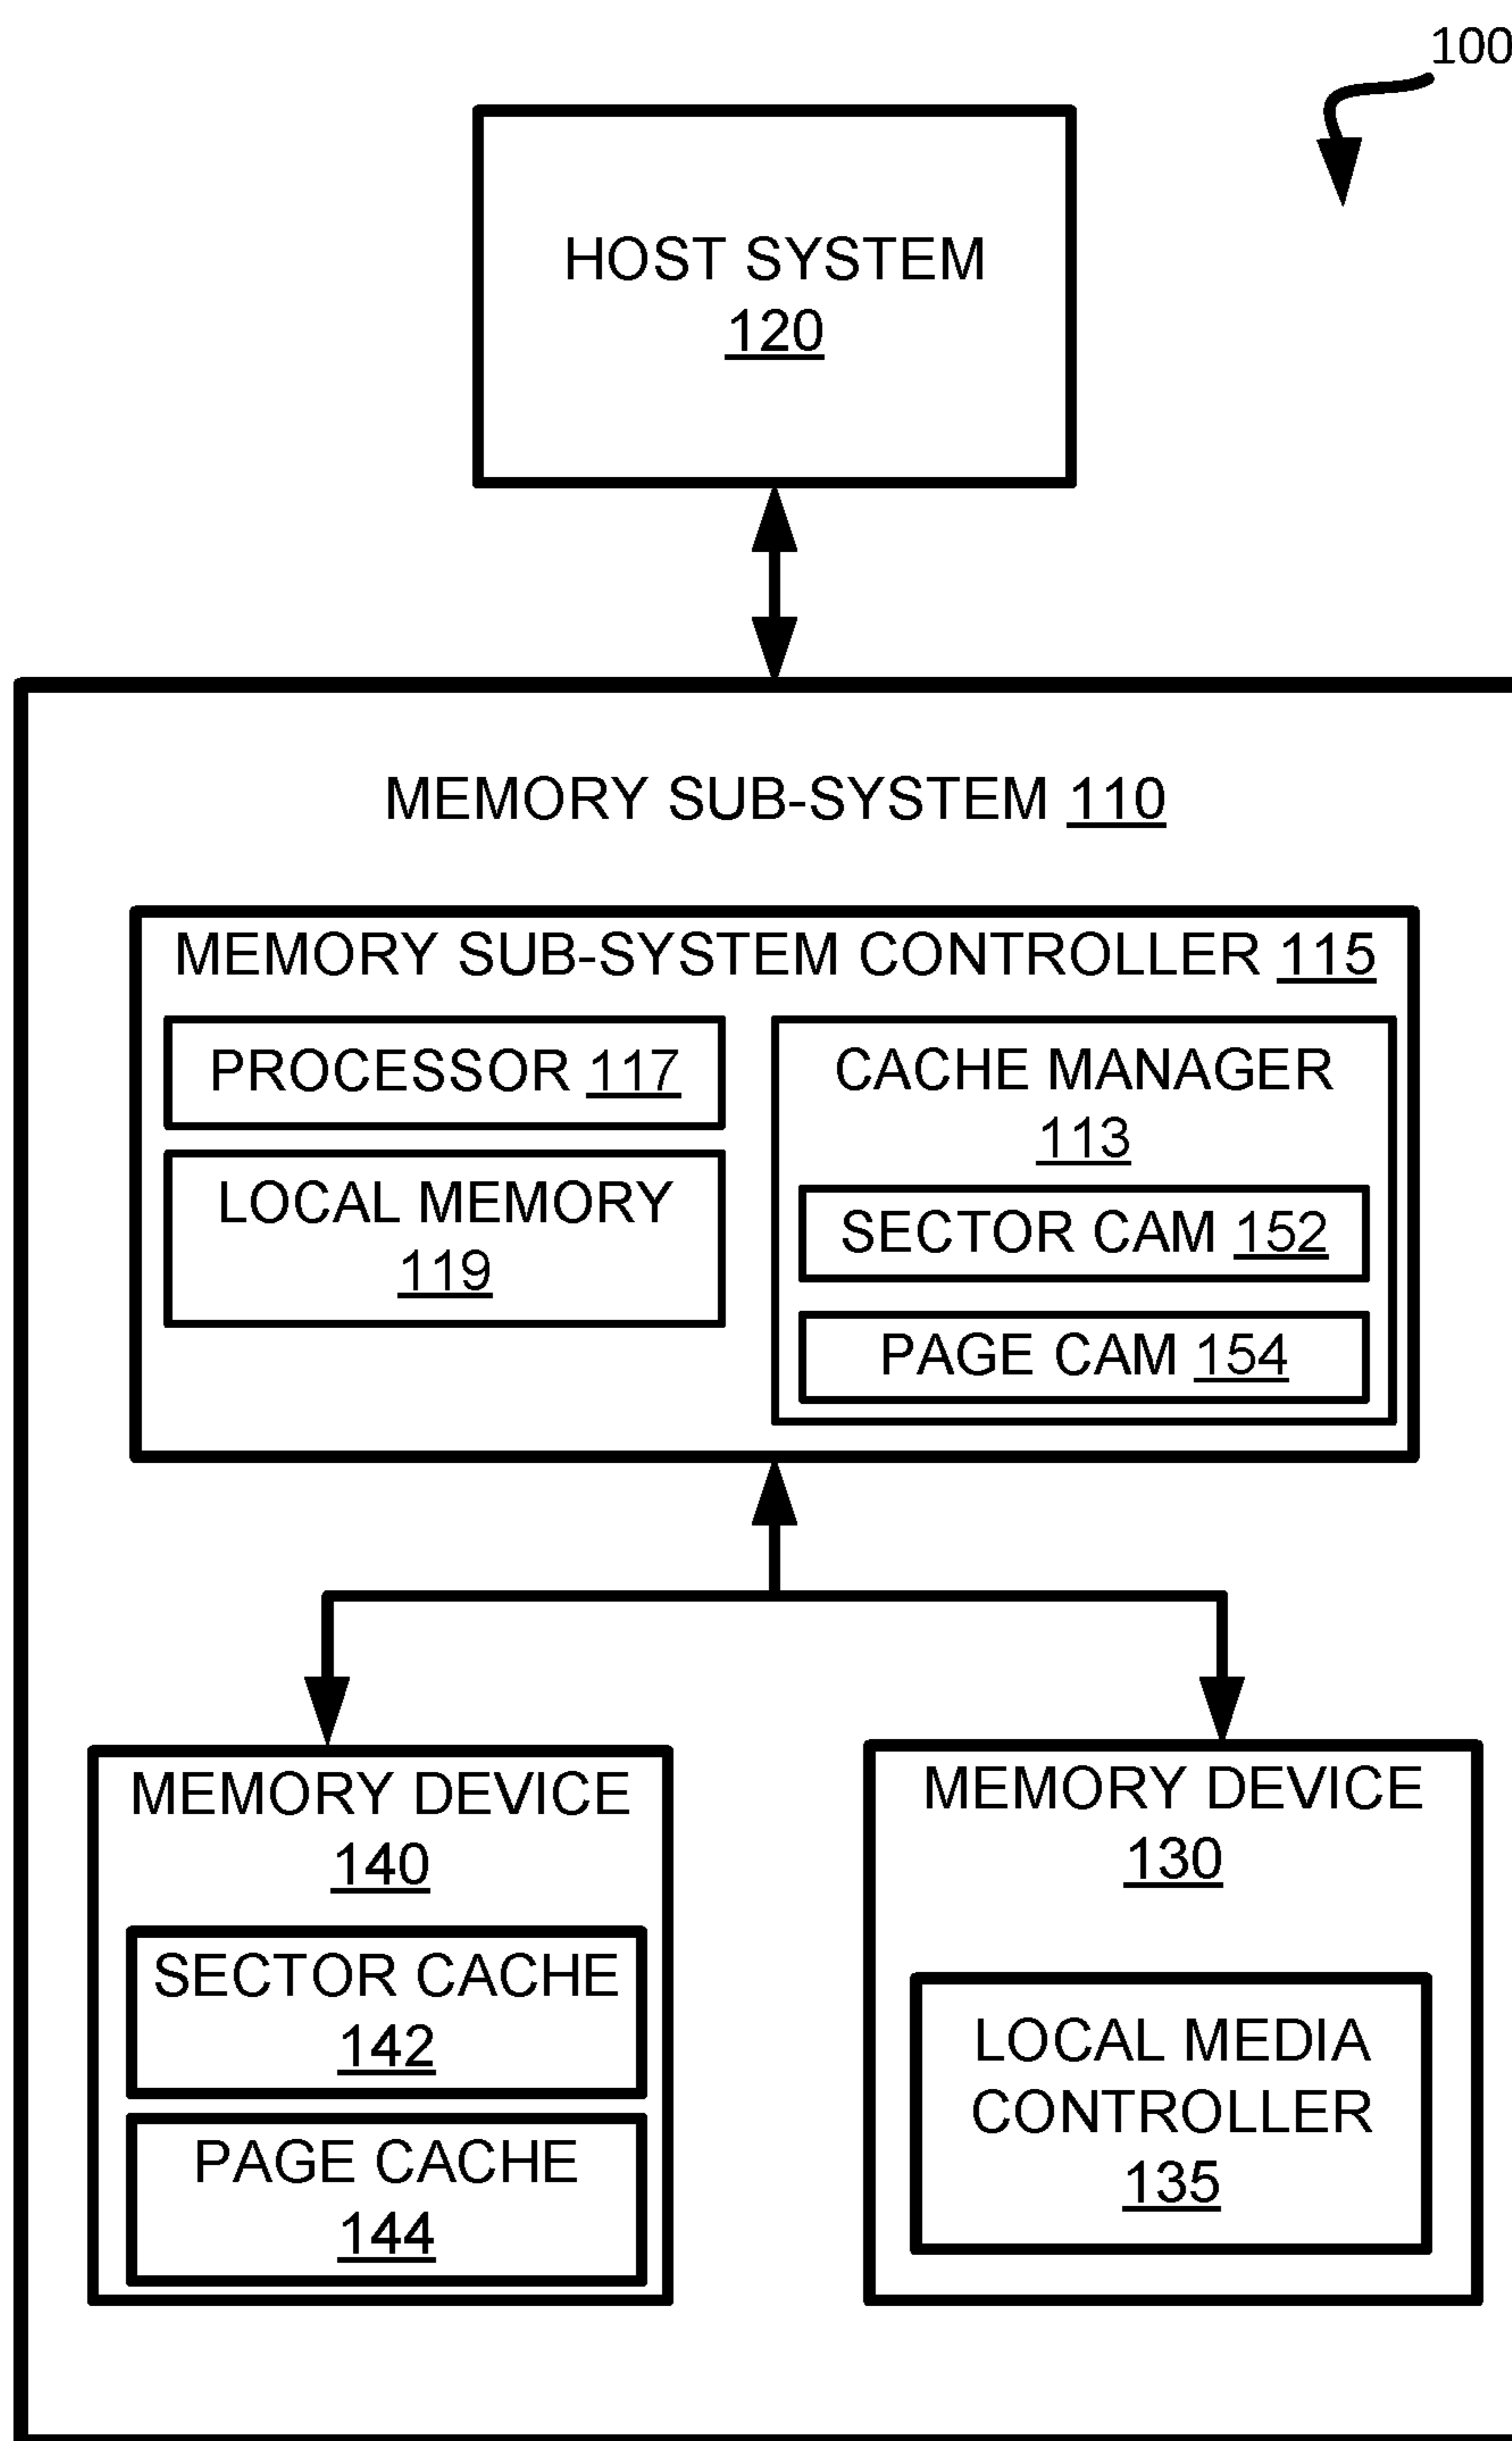 100
HOST SYSTEM
120
MEMORY SUB-SYSTEM 110
MEMORY SUB-SYSTEM CONTROLLER 115
PROCESSOR 117
LOCAL MEMORY
119
CACHE MANAGER
113
SECTOR CAM 152
PAGE CAM 154
MEMORY DEVICE
140
SECTOR CACHE
142
PAGE CACHE
144
MEMORY DEVICE
130
LOCAL MEDIA
CONTROLLER
135